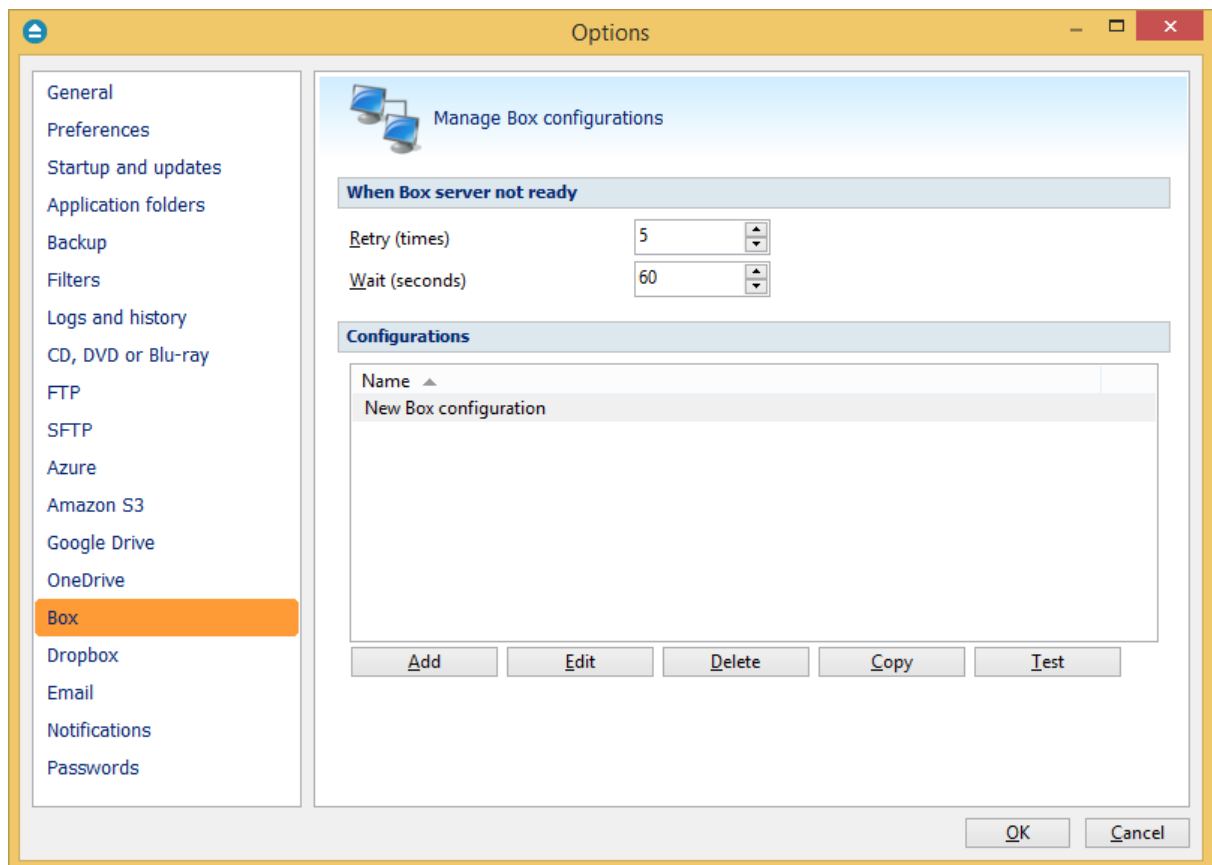 Options
General
Preferences
Startup and updates
Application folders
Backup
Filters
Logs and history
CD, DVD or Blu-ray
FTP
SFTP
Azure
Amazon S3
Google Drive
OneDrive
Box
Dropbox
Email
Notifications
Passwords
Manage Box configurations
When Box server not ready
Retry (times) 5
Wait (seconds) 60
Configurations
Name
New Box configuration
Add Edit Delete Copy Test
OK Cancel